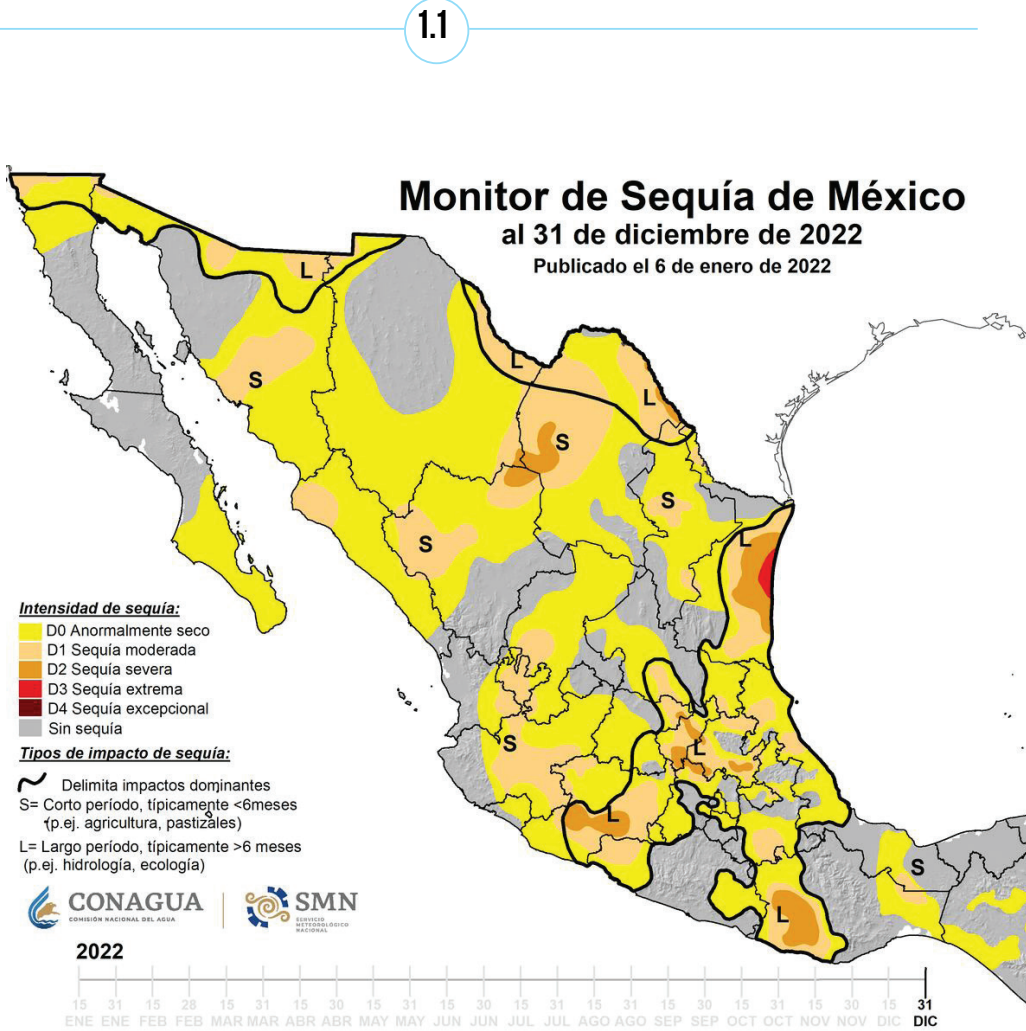 1.1
Monitor de Sequía de México
al 31 de diciembre de 2022
Publicado el 6 de enero de 2022
L
L
S
L
S
S
S
L
S
L
L
S
L
Intensidad de sequía:
D0 Anormalmente seco
D1 Sequía moderada
D2 Sequía severa
D3 Sequía extrema
D4 Sequía excepcional
Sin sequía
Tipos de impacto de sequía:
Delimita impactos dominantes
S= Corto período, típicamente <6meses
(p.ej. agricultura, pastizales)
L= Largo período, típicamente >6 meses
(p.ej. hidrología, ecología)
CONAGUA
COMISIÓN NACIONAL DEL AGUA
SMN
SERVICIO
METEOROLÓGICO
NACIONAL
2022
15 31 15 28 15 31 15 30 15 31 15 30 15 31 15 31 15 30 15 31 15 30 15 31
ENE ENE FEB FEB MAR MAR ABR ABR MAY MAY JUN JUN JUL JUL AGO AGO SEP SEP OCT OCT NOV NOV DIC DIC